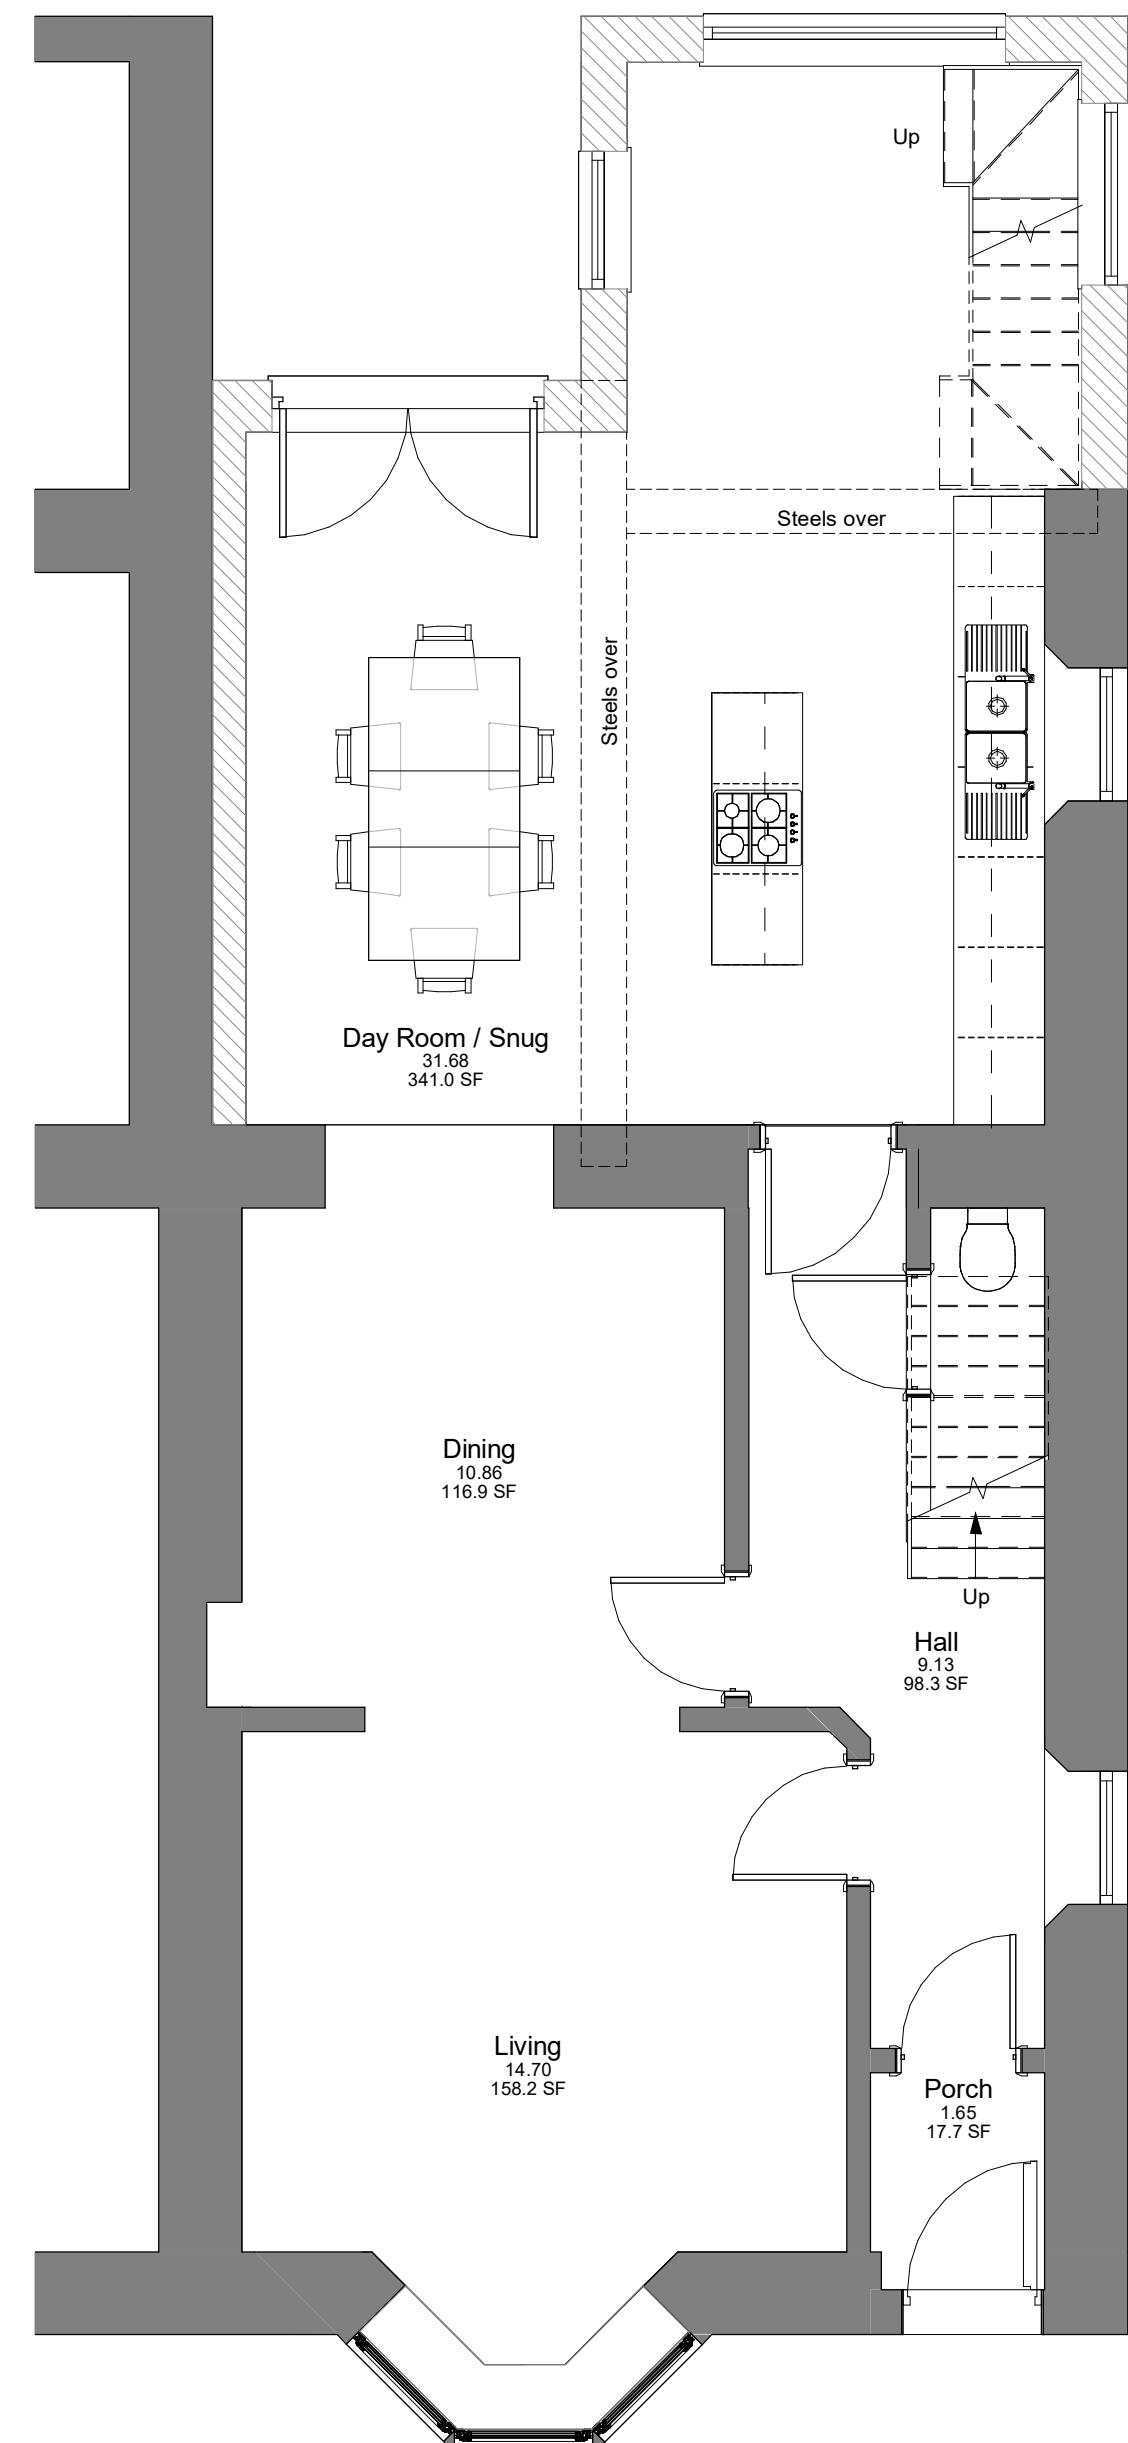 Up
Steels over
Steels over
Day Room / Snug
31.68
341.0 SF
Dining
10.86
116.9 SF
Up
Hall
9.13
98.3 SF
Living
14.70
158.2 SF
Porch
1.65
17.7 SF